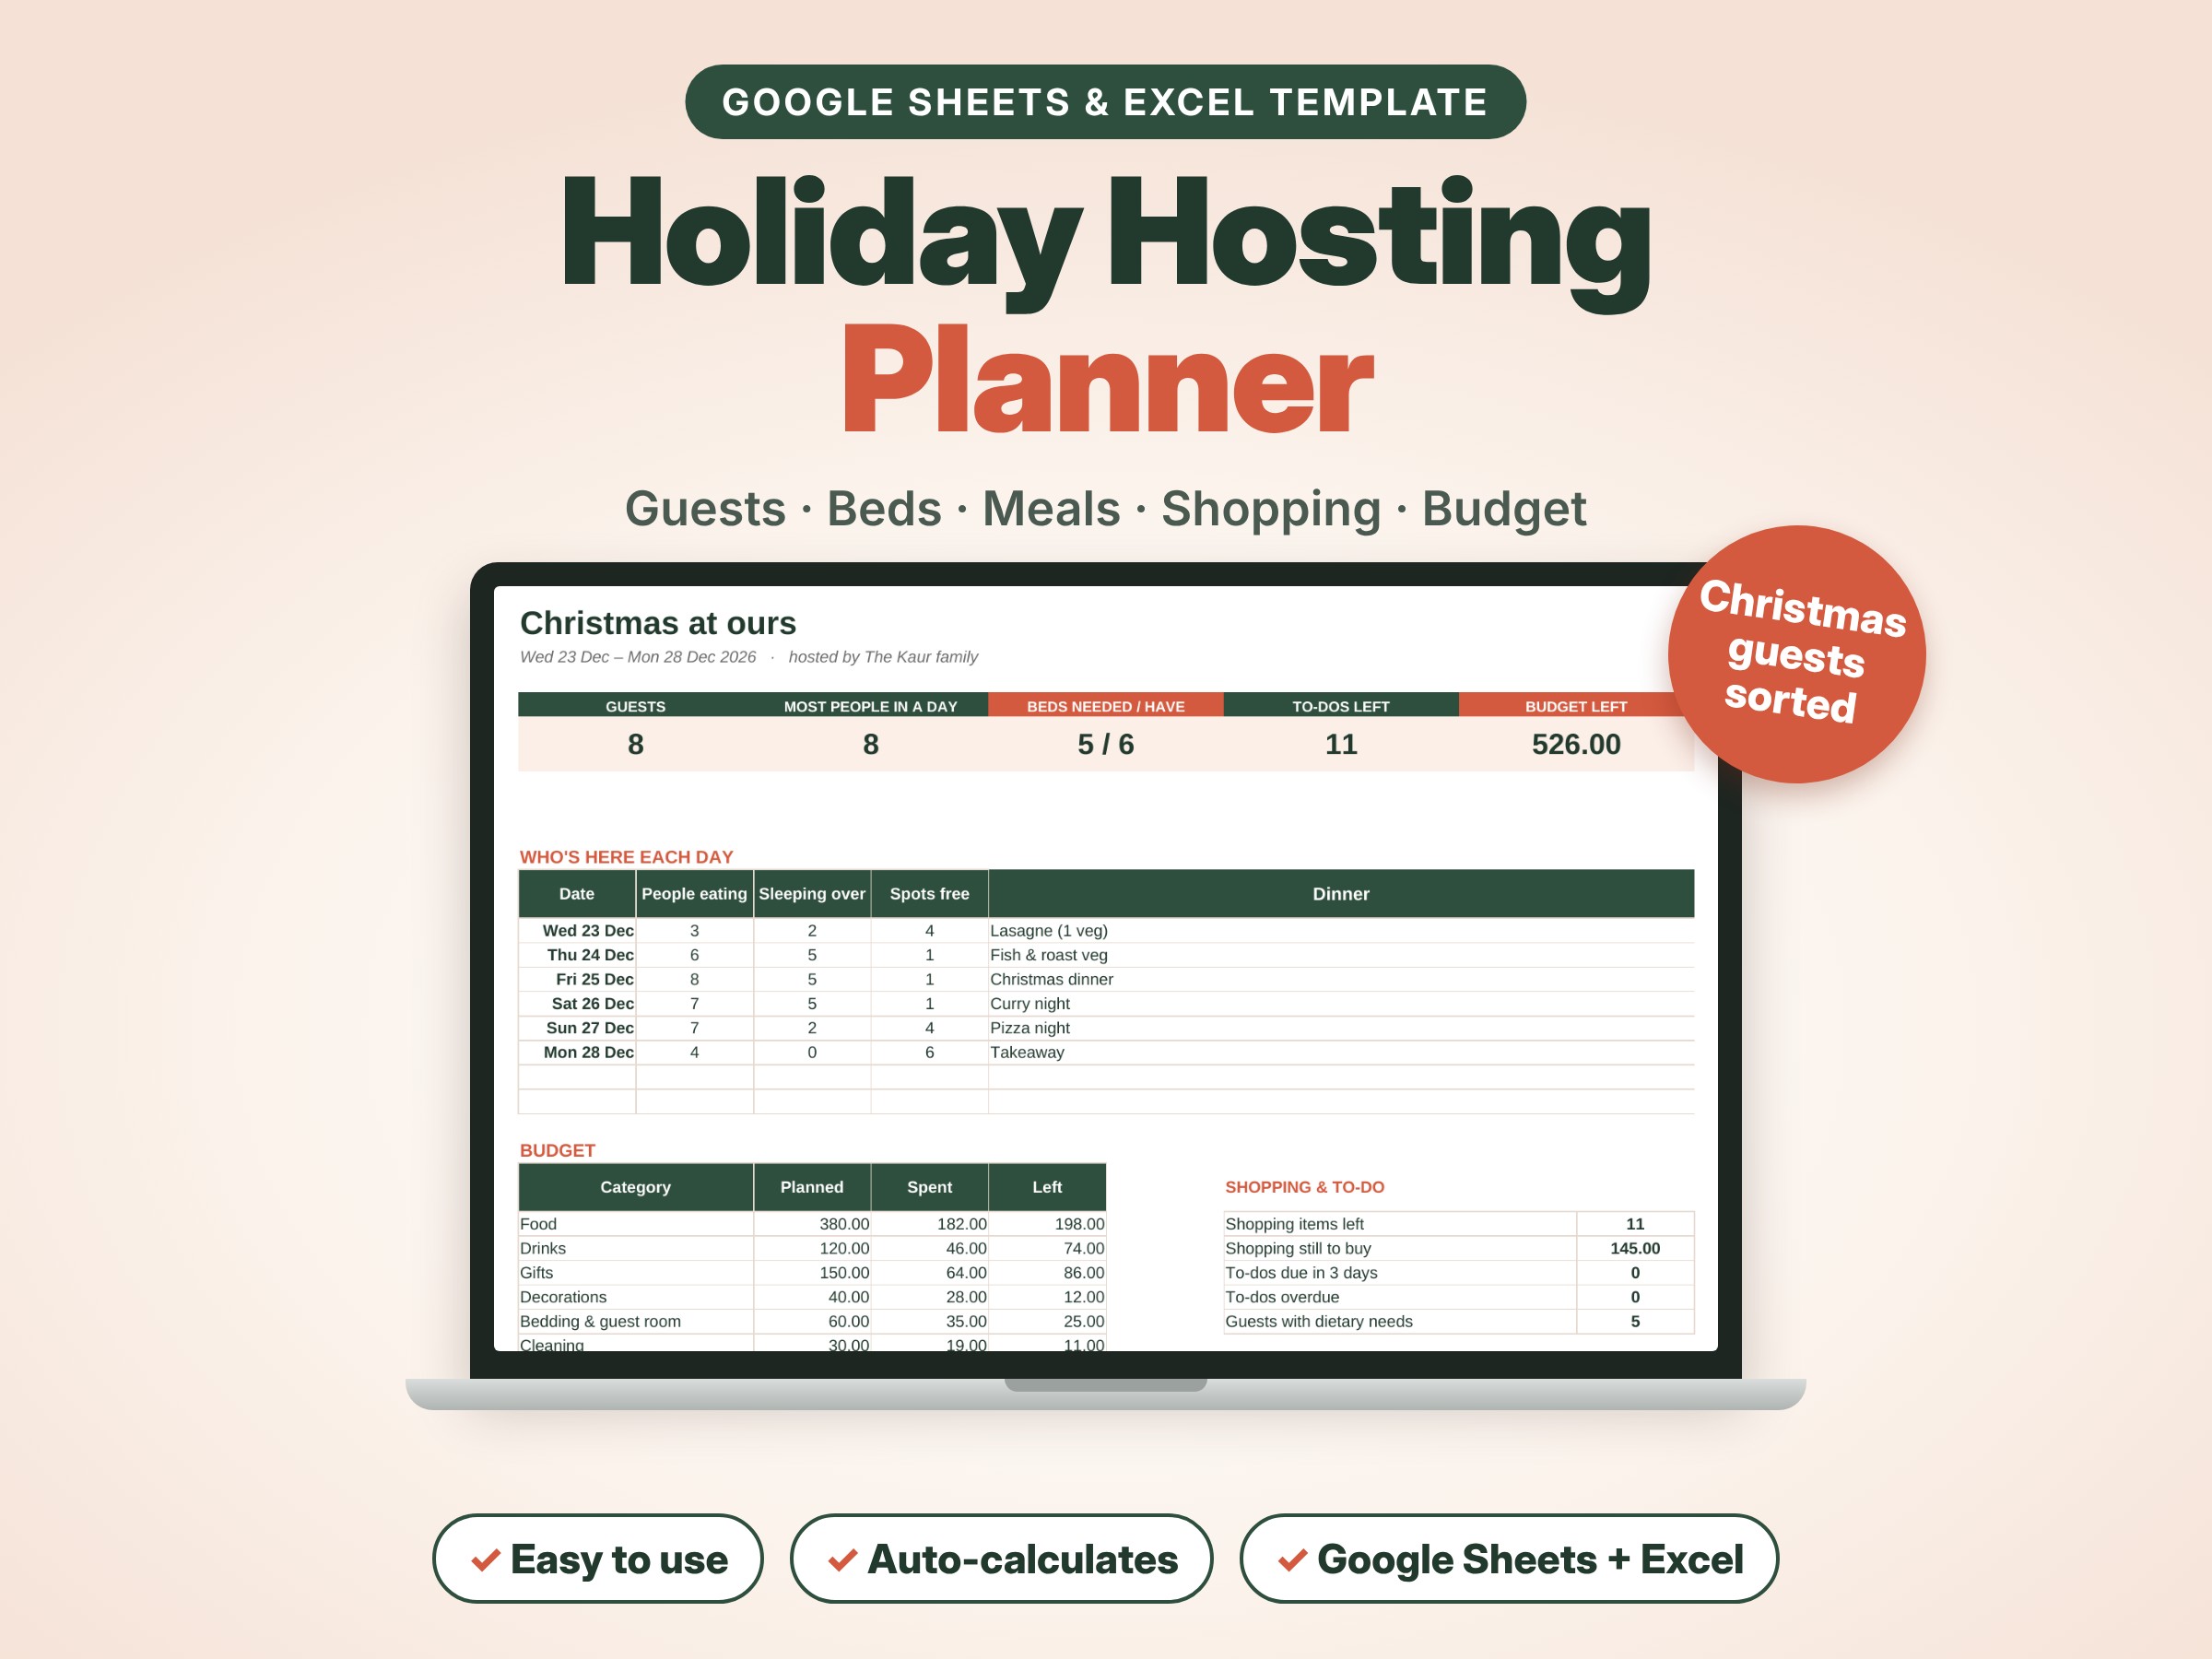 GOOGLE SHEETS & EXCEL TEMPLATE
Holiday Hosting
Planner
Guests · Beds · Meals · Shopping · Budget
Christmas
guests
sorted
Christmas at ours
Wed 23 Dec – Mon 28 Dec 2026 · hosted by The Kaur family
GUESTS MOST PEOPLE IN A DAY BEDS NEEDED / HAVE TO-DOS LEFT BUDGET LEFT
8 8 5 / 6 11 526.00
WHO'S HERE EACH DAY
Date People eating Sleeping over Spots free Dinner
Wed 23 Dec 3 2 4 Lasagne (1 veg)
Thu 24 Dec 6 5 1 Fish & roast veg
Fri 25 Dec 8 5 1 Christmas dinner
Sat 26 Dec 7 5 1 Curry night
Sun 27 Dec 7 2 4 Pizza night
Mon 28 Dec 4 0 6 Takeaway
BUDGET
Category Planned Spent Left
Food 380.00 182.00 198.00
Drinks 120.00 46.00 74.00
Gifts 150.00 64.00 86.00
Decorations 40.00 28.00 12.00
Bedding & guest room 60.00 35.00 25.00
Cleaning 30.00 19.00 11.00
SHOPPING & TO-DO
Shopping items left 11
Shopping still to buy 145.00
To-dos due in 3 days 0
To-dos overdue 0
Guests with dietary needs 5
Easy to use
Auto-calculates
Google Sheets + Excel